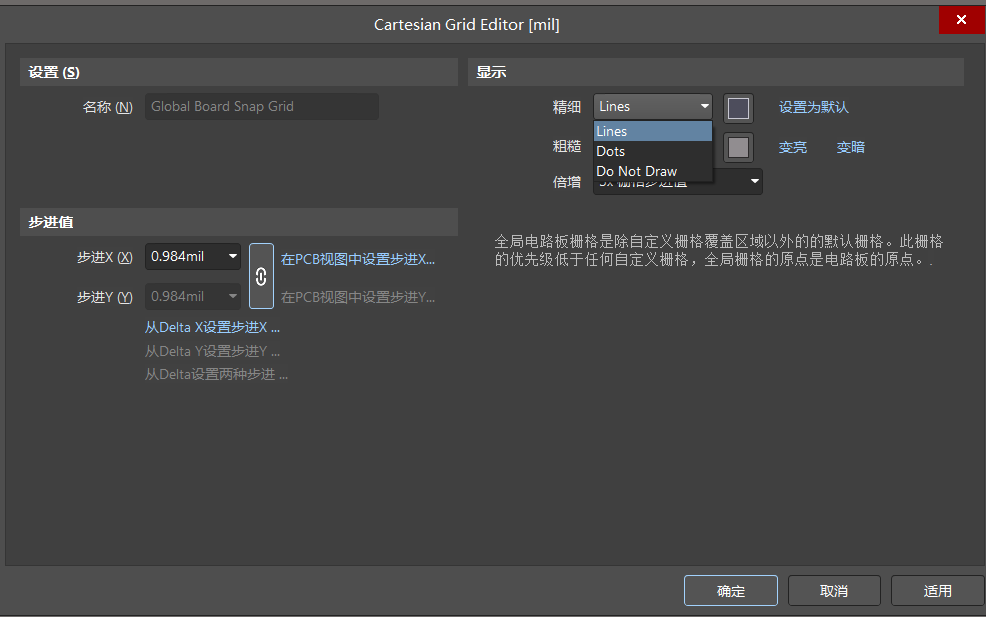 Cartesian Grid Editor [mil]
设置 (S)
名称 (N) Global Board Snap Grid
步进值
步进X (X) 0.984mil 在PCB视图中设置步进X...
步进Y (Y) 0.984mil 在PCB视图中设置步进Y...
从Delta X设置步进X ...
从Delta Y设置步进Y ...
从Delta设置两种步进 ...
显示
精细 Lines 设置为默认
Lines
粗糙 变亮 变暗
Dots
Do Not Draw
倍增 5x 栅格步进值
全局电路板栅格是除自定义栅格覆盖区域以外的的默认栅格。此栅格
的优先级低于任何自定义栅格，全局栅格的原点是电路板的原点。.
确定 取消 适用